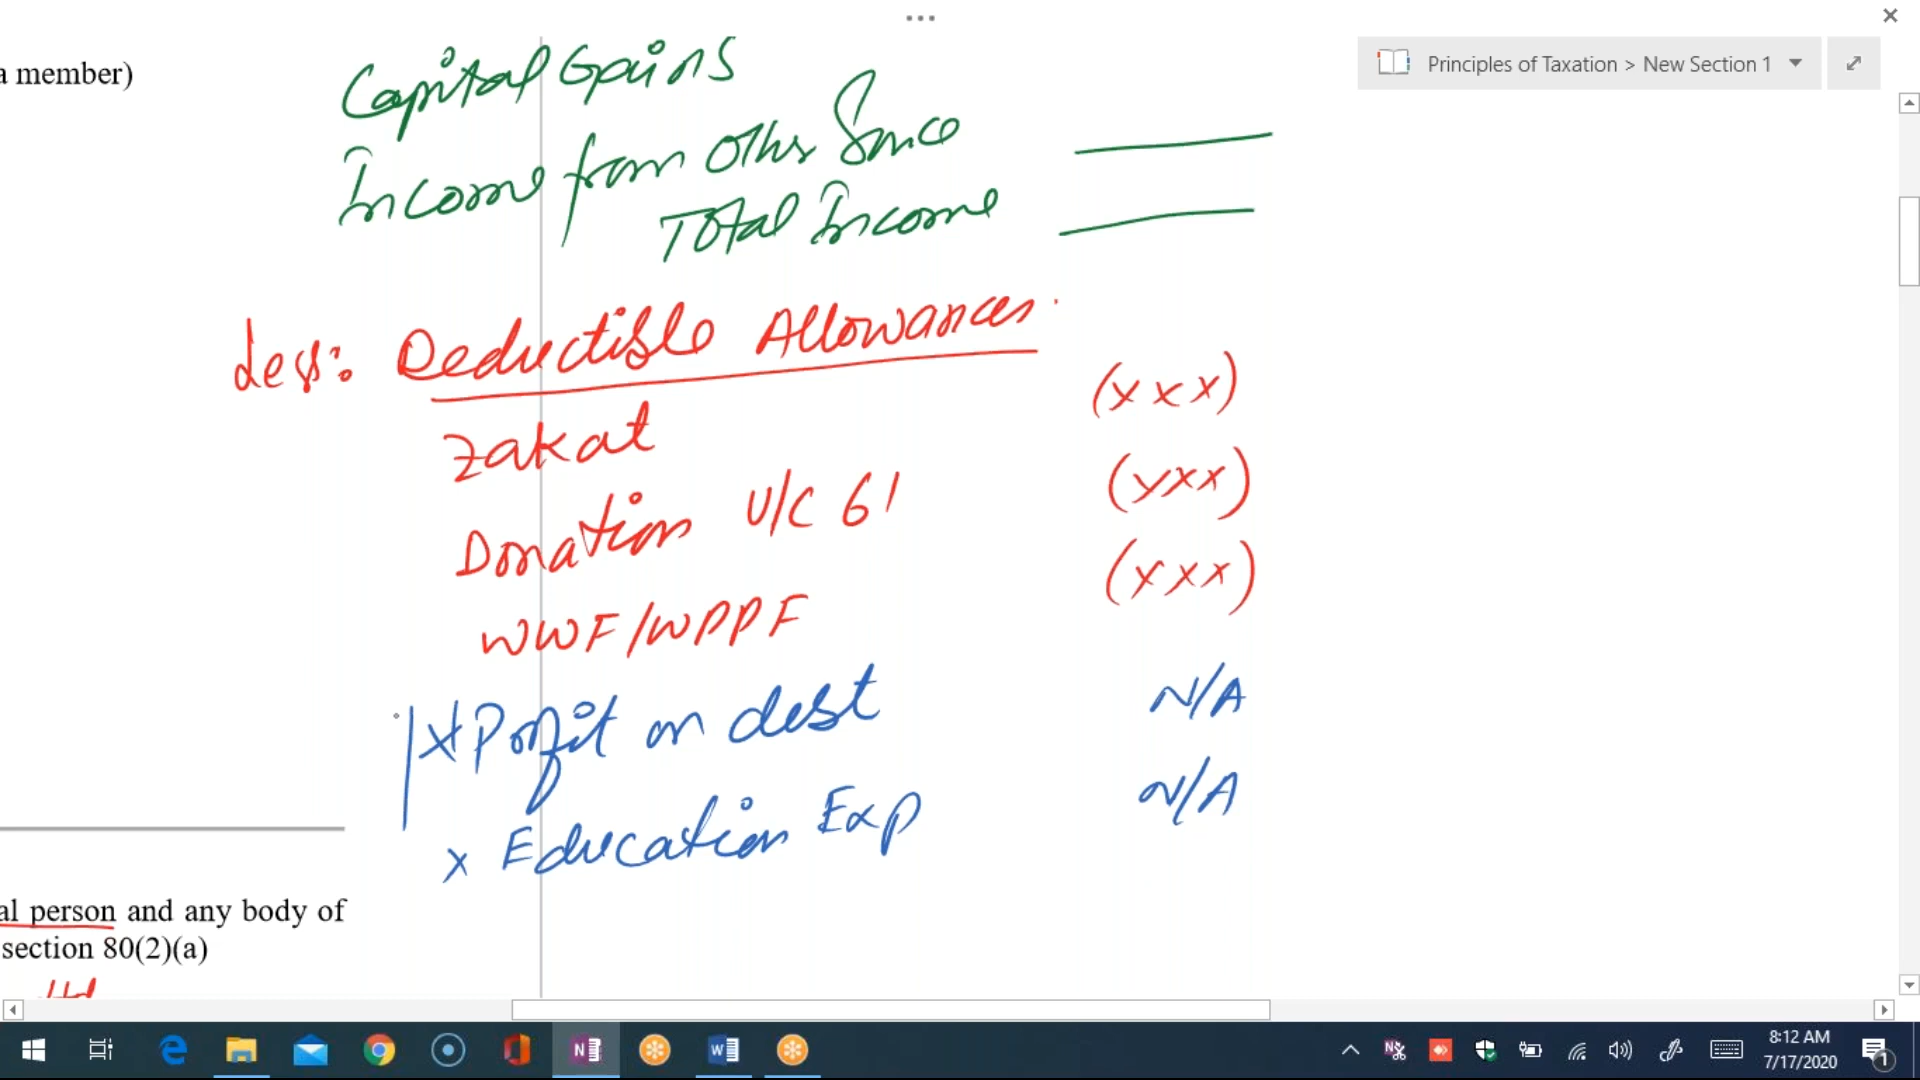 Principles of Taxation > New Section 1
a member)
Capital Gains
Income from Other Source
Total Income
Less: Deductible Allowances.
(xxx)
Zakat
(xxx)
Donation U/C 61
(xxx)
WWF/WPPF
Profit on debt N/A
x Education Exp N/A
al person and any body of
section 80(2)(a)
8:12 AM
7/17/2020
1